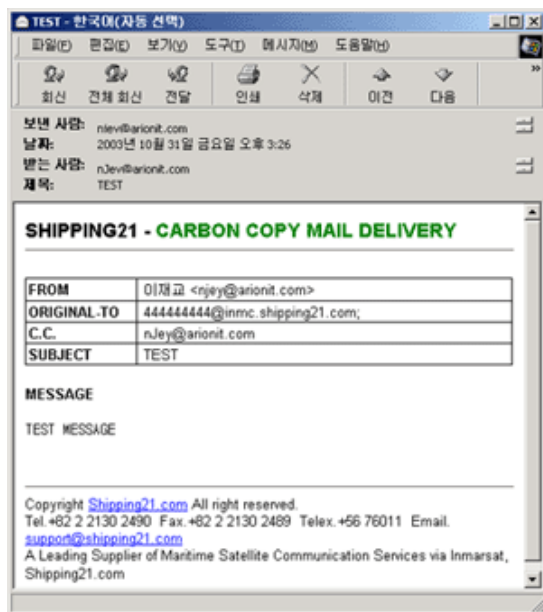 TEST - 한국어(자동 선택)
파일(F) 편집(E) 보기(V) 도구(T) 메시지(M) 도움말(H)
회신 전체 회신 전달 인쇄 삭제 이전 다음
보낸 사람: @arionit.com
날짜: 2003년 10월 31일 금요일 오후 3:26
받는 사람: @arionit.com
제목: TEST
SHIPPING21 - CARBON COPY MAIL DELIVERY
FROM 이재교 <njey@arionit.com>
ORIGINAL-TO 444444444@inmc.shipping21.com;
C.C. nJey@arionit.com
SUBJECT TEST
MESSAGE
TEST MESSAGE
Copyright Shipping21.com All right reserved.
Tel.+82 2 2130 2490 Fax.+82 2 2130 2489 Telex.+56 76011 Email.
support@shipping21.com
A Leading Supplier of Maritime Satellite Communication Services via Inmarsat,
Shipping21.com